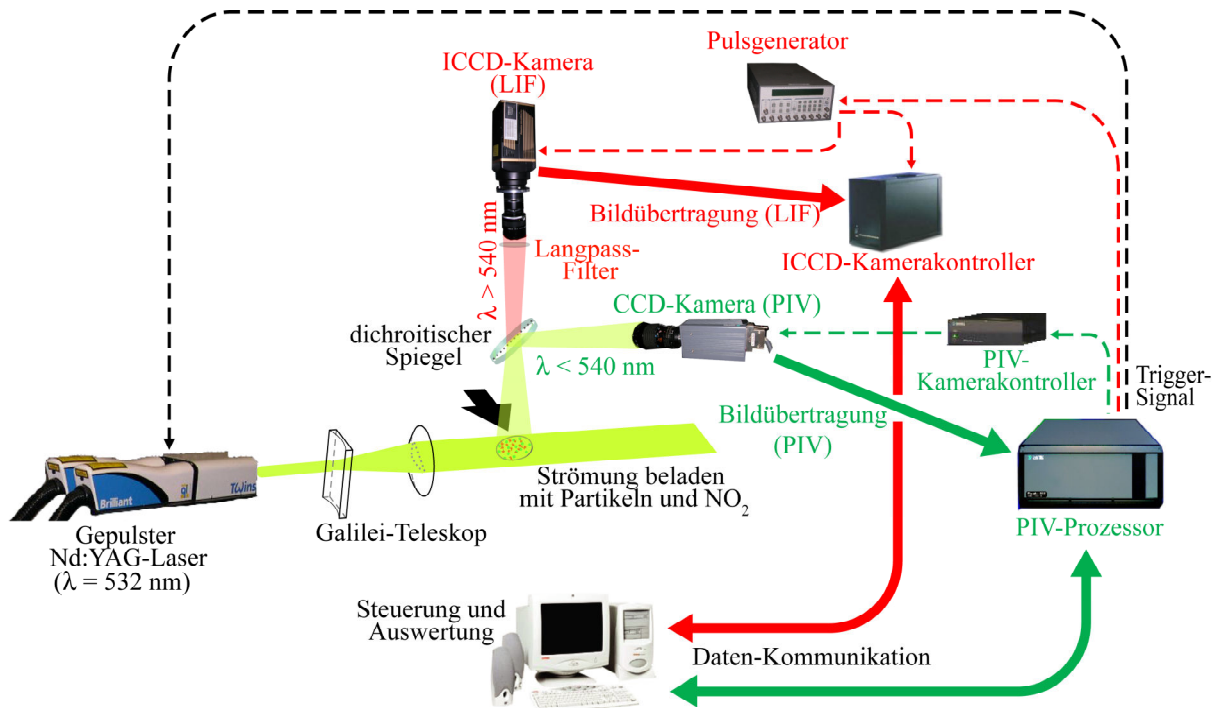 Pulsgenerator
ICCD-Kamera
(LIF)
Bildübertragung (LIF)
λ > 540 nm
Langpass-
Filter
ICCD-Kamerakontroller
CCD-Kamera (PIV)
dichroitischer
Spiegel
λ < 540 nm
PIV-
Kamerakontroller
Trigger-
Signal
Bildübertragung
(PIV)
Strömung beladen
mit Partikeln und NO₂
Brilliant
Twins
Galilei-Teleskop
Gepulster
Nd:YAG-Laser
(λ = 532 nm)
PIV-Prozessor
Steuerung und
Auswertung
Daten-Kommunikation